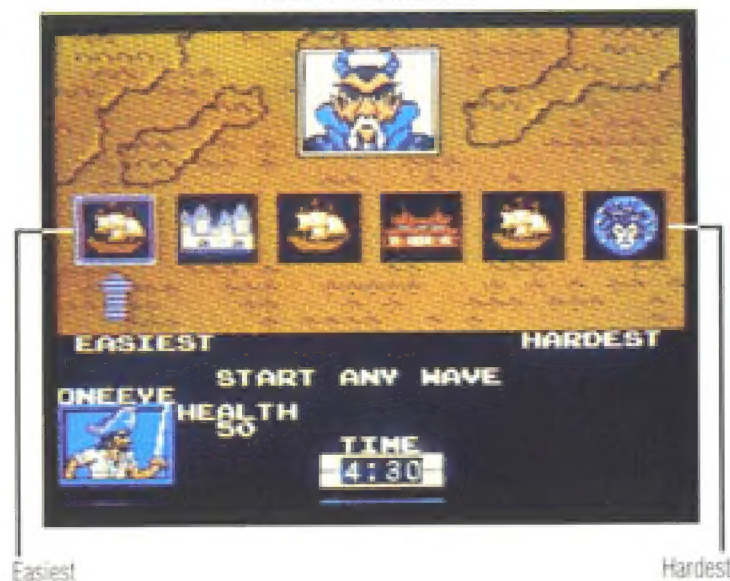 EASIEST HARDEST
START ANY WAVE
ONEEYE
HEALTH
50
TIME
4:30
Easiest Hardest